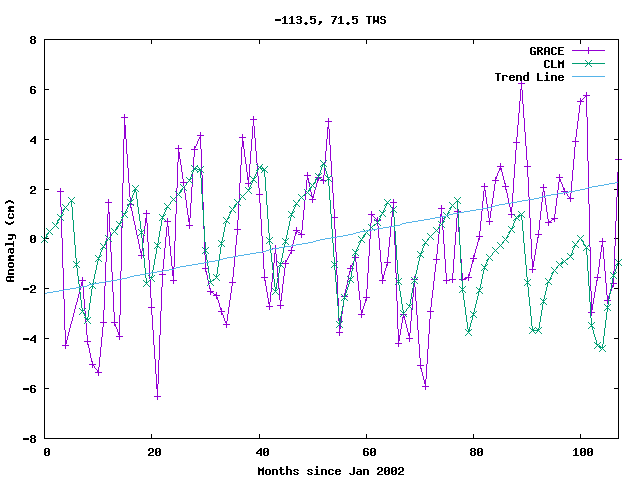 -113.5, 71.5 TWS
GRACE
CLM
Trend Line
Anomaly (cm)
8
6
4
2
0
-2
-4
-6
-8
0 20 40 60 80 100
Months since Jan 2002